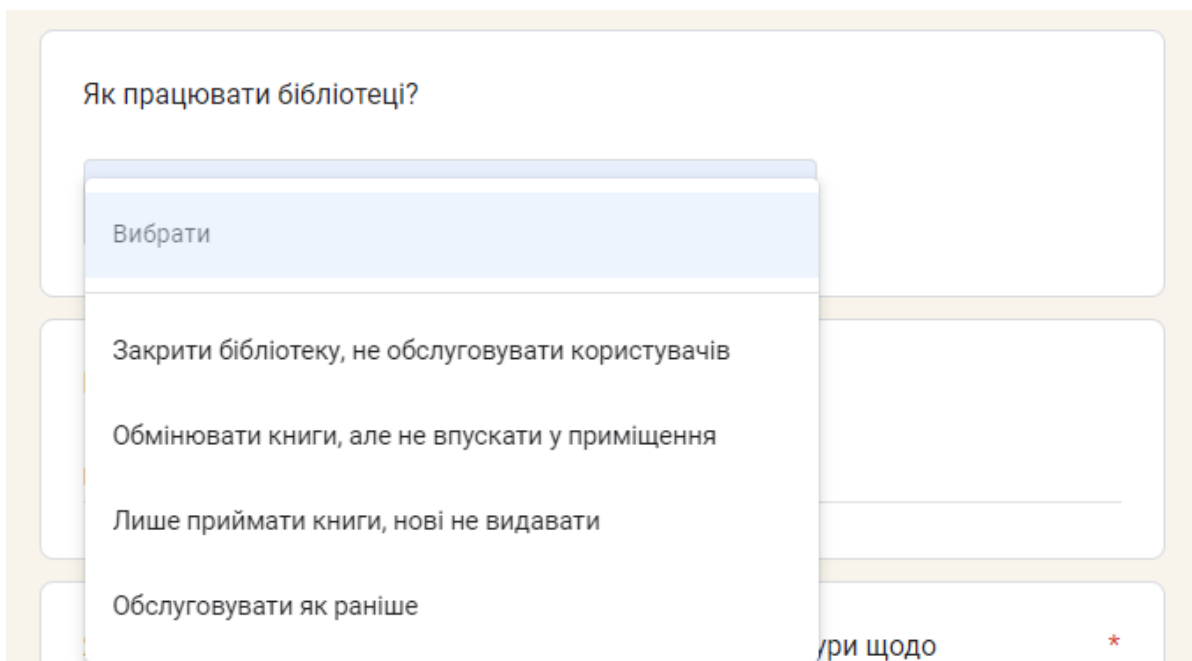 Як працювати бібліотеці?
Вибрати
Закрити бібліотеку, не обслуговувати користувачів
Обмінювати книги, але не впускати у приміщення
Лише приймати книги, нові не видавати
Обслуговувати як раніше
ури щодо *